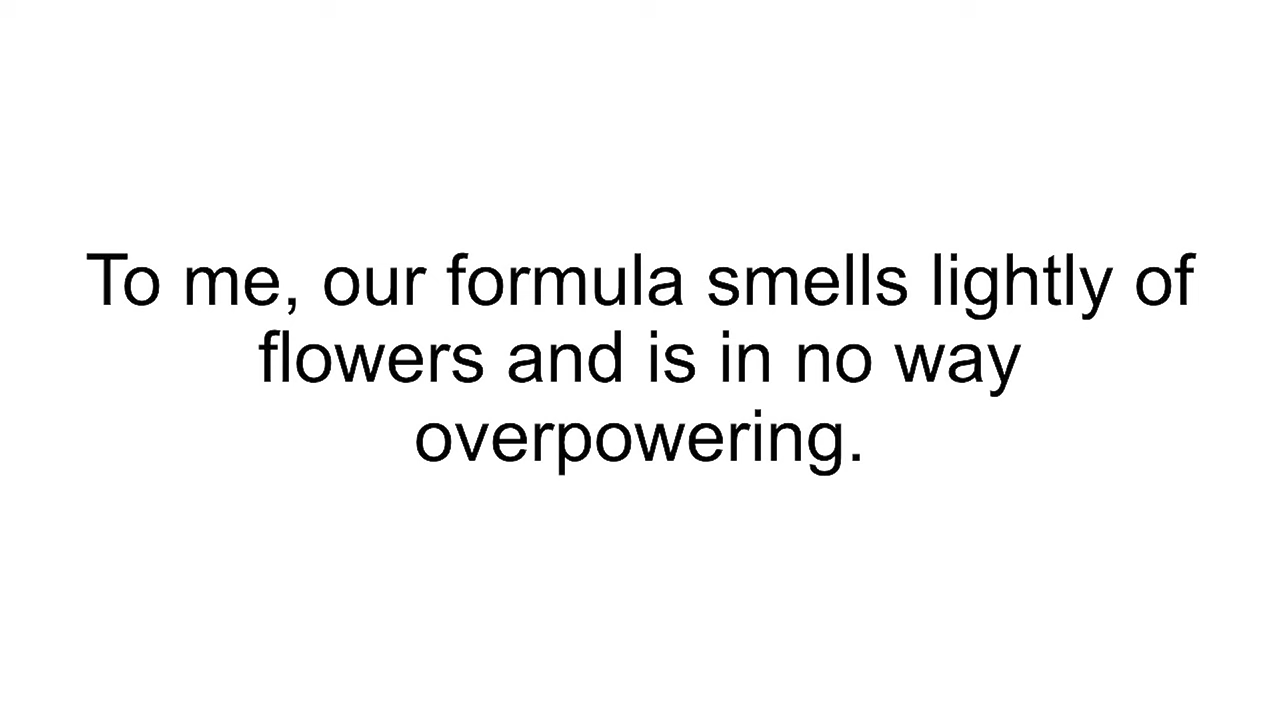 To me, our formula smells lightly of
flowers and is in no way
overpowering.